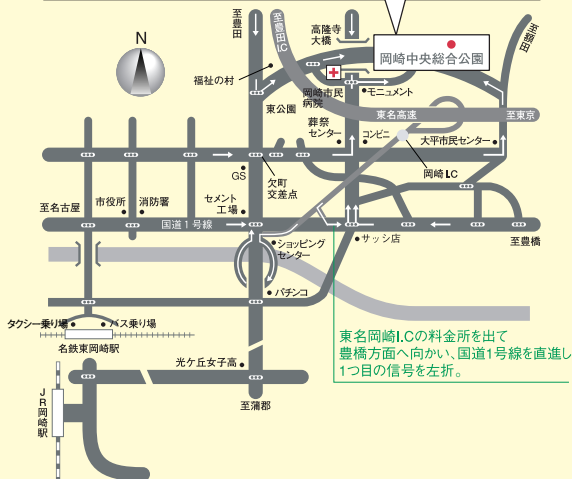 N
至豊田
至豊田I.C
高隆寺
大橋
至額田
岡崎中央総合公園
福祉の村
岡崎市民
病院
モニュメント
東公園
東名高速
至東京
葬祭
センター
コンビニ
大平市民センター
GS
欠町
交差点
岡崎I.C
至名古屋
市役所
消防署
セメント
工場
国道1号線
ショッピング
センター
サッシ店
至豊橋
パチンコ
タクシー乗り場
バス乗り場
名鉄東岡崎駅
東名岡崎I.Cの料金所を出て
豊橋方面へ向かい、国道1号線を直進し
1つ目の信号を左折。
光ケ丘女子高
JR岡崎駅
至蒲郡